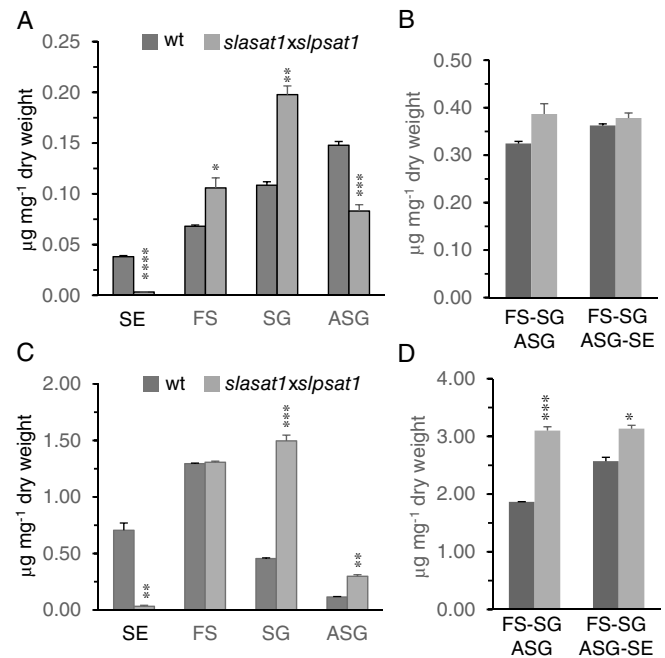 A
wt slasat1xslpsat1
µg mg⁻¹ dry weight
0.25
0.20
0.15
0.10
0.05
0.00
****
*
**
***
SE FS SG ASG
B
µg mg⁻¹ dry weight
0.50
0.40
0.30
0.40
0.00
FS-SG FS-SG
ASG ASG-SE
C
wt slasat1xslpsat1
µg mg⁻¹ dry weight
2.00
1.50
1.00
0.50
0.00
**
***
**
SE FS SG ASG
D
µg mg⁻¹ dry weight
4.00
3.00
2.00
1.00
0.00
***
*
FS-SG FS-SG
ASG ASG-SE